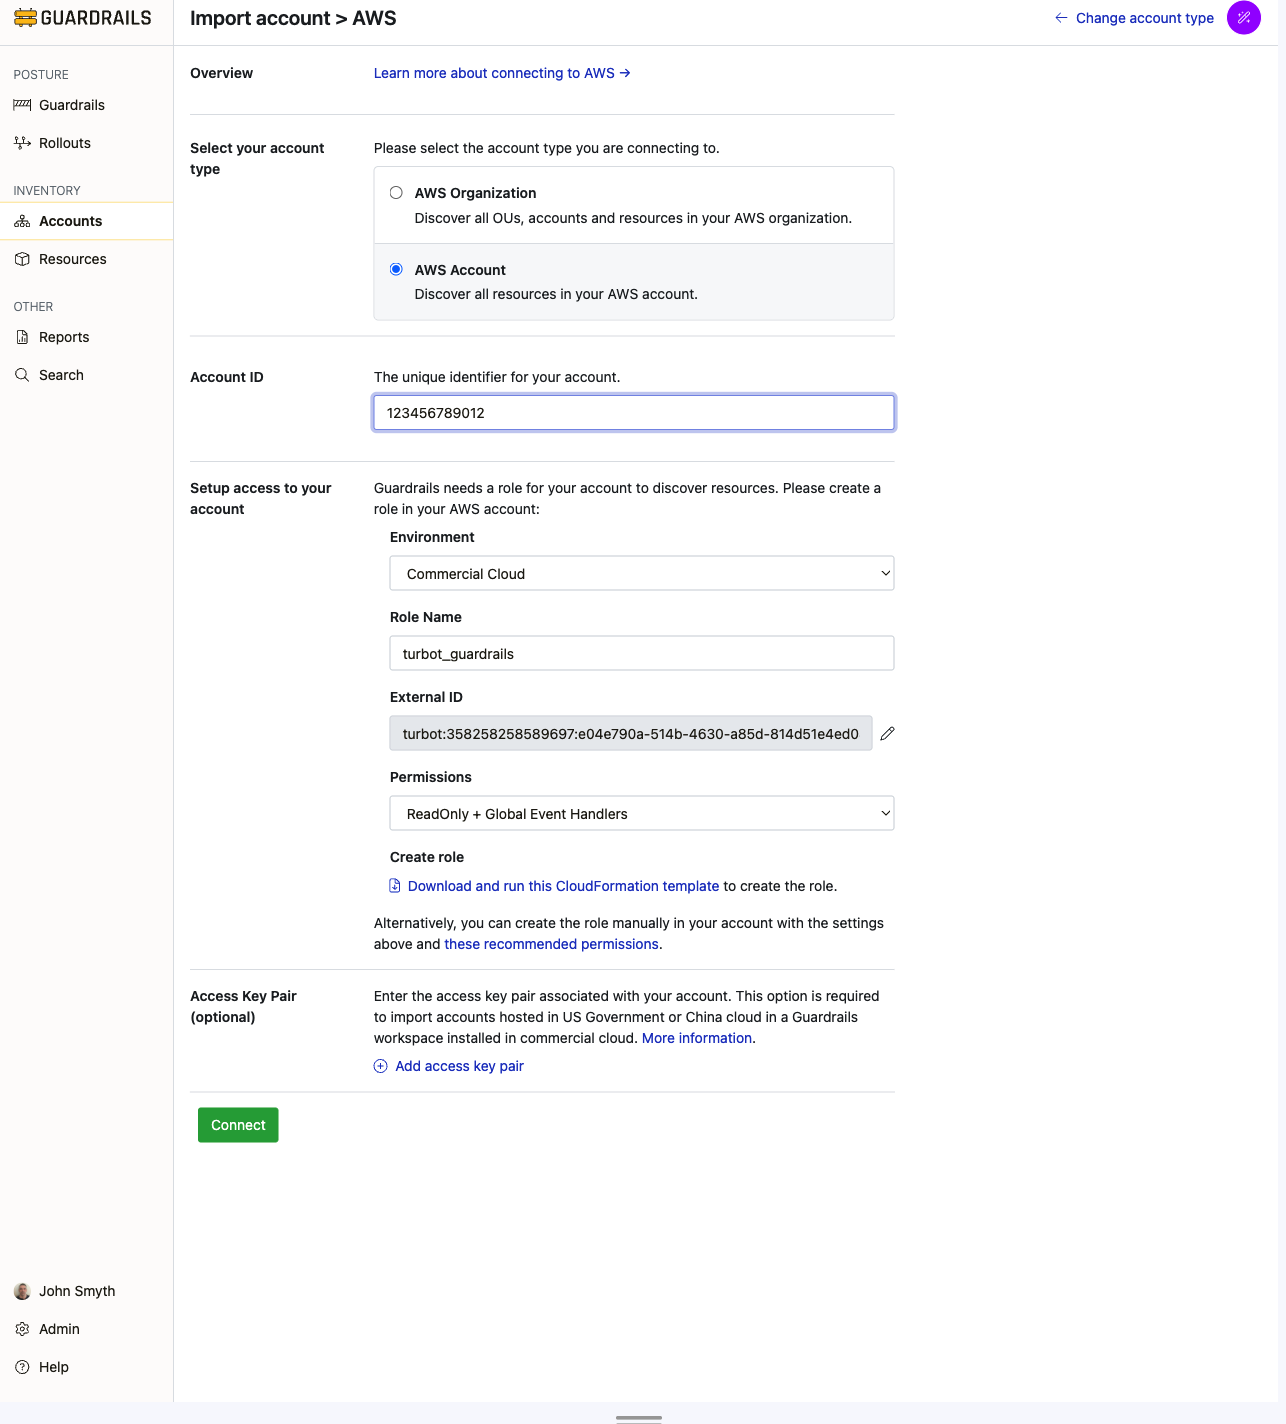 GUARDRAILS
Import account > AWS
← Change account type
POSTURE
Guardrails
Rollouts
INVENTORY
Accounts
Resources
OTHER
Reports
Search
John Smyth
Admin
Help
Overview
Learn more about connecting to AWS →
Select your account
type
Please select the account type you are connecting to.
AWS Organization
Discover all OUs, accounts and resources in your AWS organization.
AWS Account
Discover all resources in your AWS account.
Account ID
The unique identifier for your account.
123456789012
Setup access to your
account
Guardrails needs a role for your account to discover resources. Please create a
role in your AWS account:
Environment
Commercial Cloud
Role Name
turbot_guardrails
External ID
turbot:358258258589697:e04e790a-514b-4630-a85d-814d51e4ed0
Permissions
ReadOnly + Global Event Handlers
Create role
Download and run this CloudFormation template to create the role.
Alternatively, you can create the role manually in your account with the settings
above and these recommended permissions.
Access Key Pair
(optional)
Enter the access key pair associated with your account. This option is required
to import accounts hosted in US Government or China cloud in a Guardrails
workspace installed in commercial cloud. More information.
Add access key pair
Connect